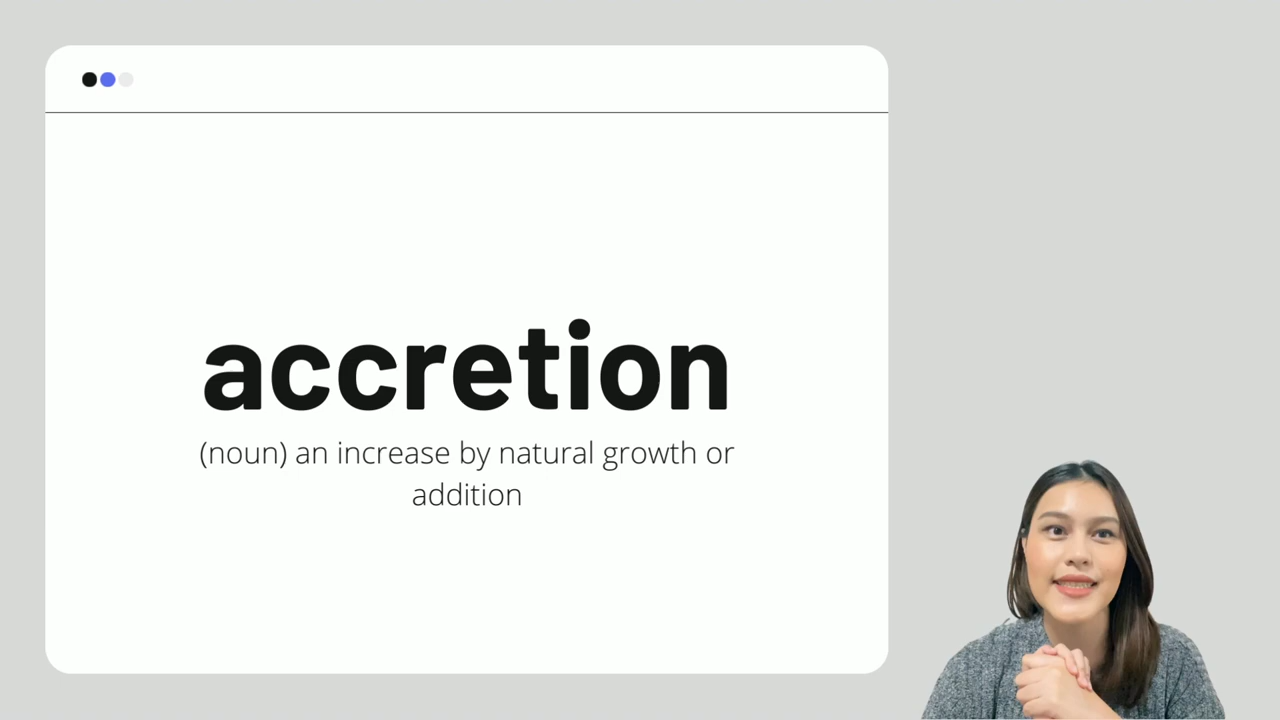 accretion
(noun) an increase by natural growth or
addition